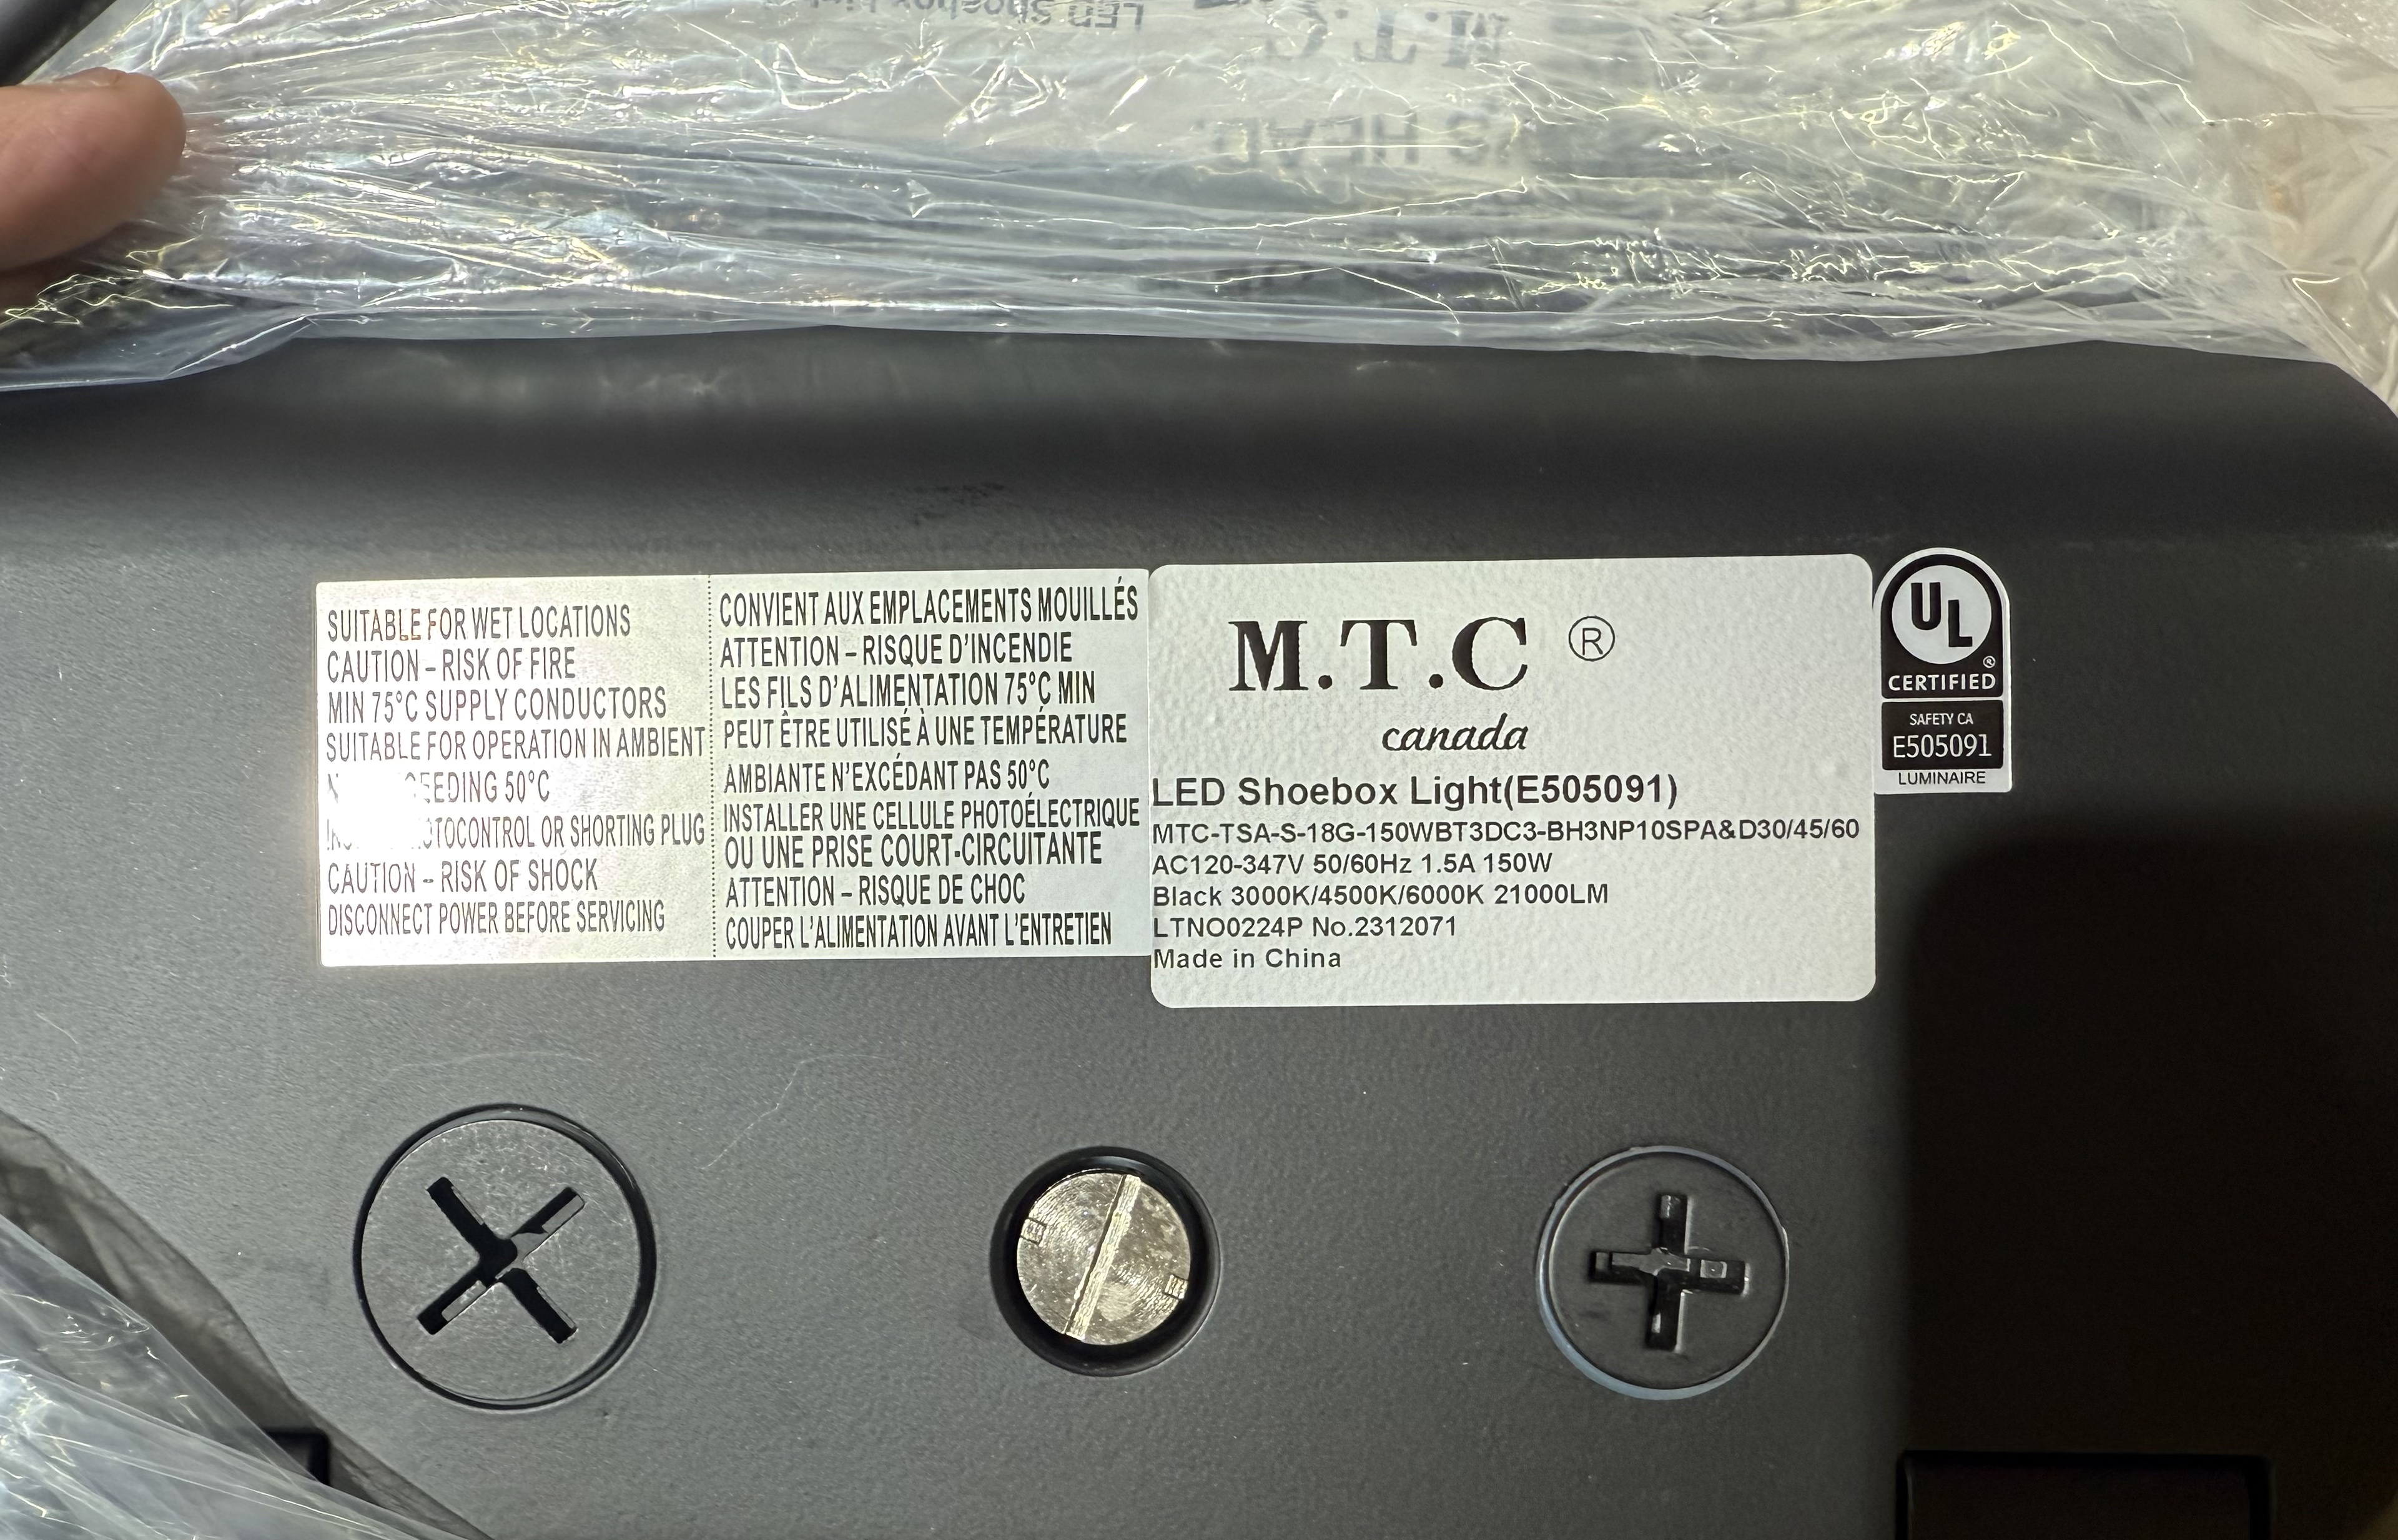 LED Shoebox
M.T.C.
SUITABLE FOR WET LOCATIONS
CAUTION – RISK OF FIRE
MIN 75°C SUPPLY CONDUCTORS
SUITABLE FOR OPERATION IN AMBIENT
50°C
OR SHORTING PLUG
CAUTION – RISK OF SHOCK
DISCONNECT POWER BEFORE SERVICING
CONVIENT AUX EMPLACEMENTS MOUILLÉS
ATTENTION – RISQUE D'INCENDIE
LES FILS D'ALIMENTATION 75°C MIN
PEUT ÊTRE UTILISÉ À UNE TEMPÉRATURE
AMBIANTE N'EXCÉDANT PAS 50°C
INSTALLER UNE CELLULE PHOTOÉLECTRIQUE
OU UNE PRISE COURT-CIRCUITANTE
ATTENTION – RISQUE DE CHOC
COUPER L'ALIMENTATION AVANT L'ENTRETIEN
M.T.C ®
canada
LED Shoebox Light(E505091)
MTC-TSA-S-18G-150WBT3DC3-BH3NP10SPA&D30/45/60
AC120-347V 50/60Hz 1.5A 150W
Black 3000K/4500K/6000K 21000LM
LTNO0224P No.2312071
Made in China
UL ®
CERTIFIED
SAFETY CA
E505091
LUMINAIRE